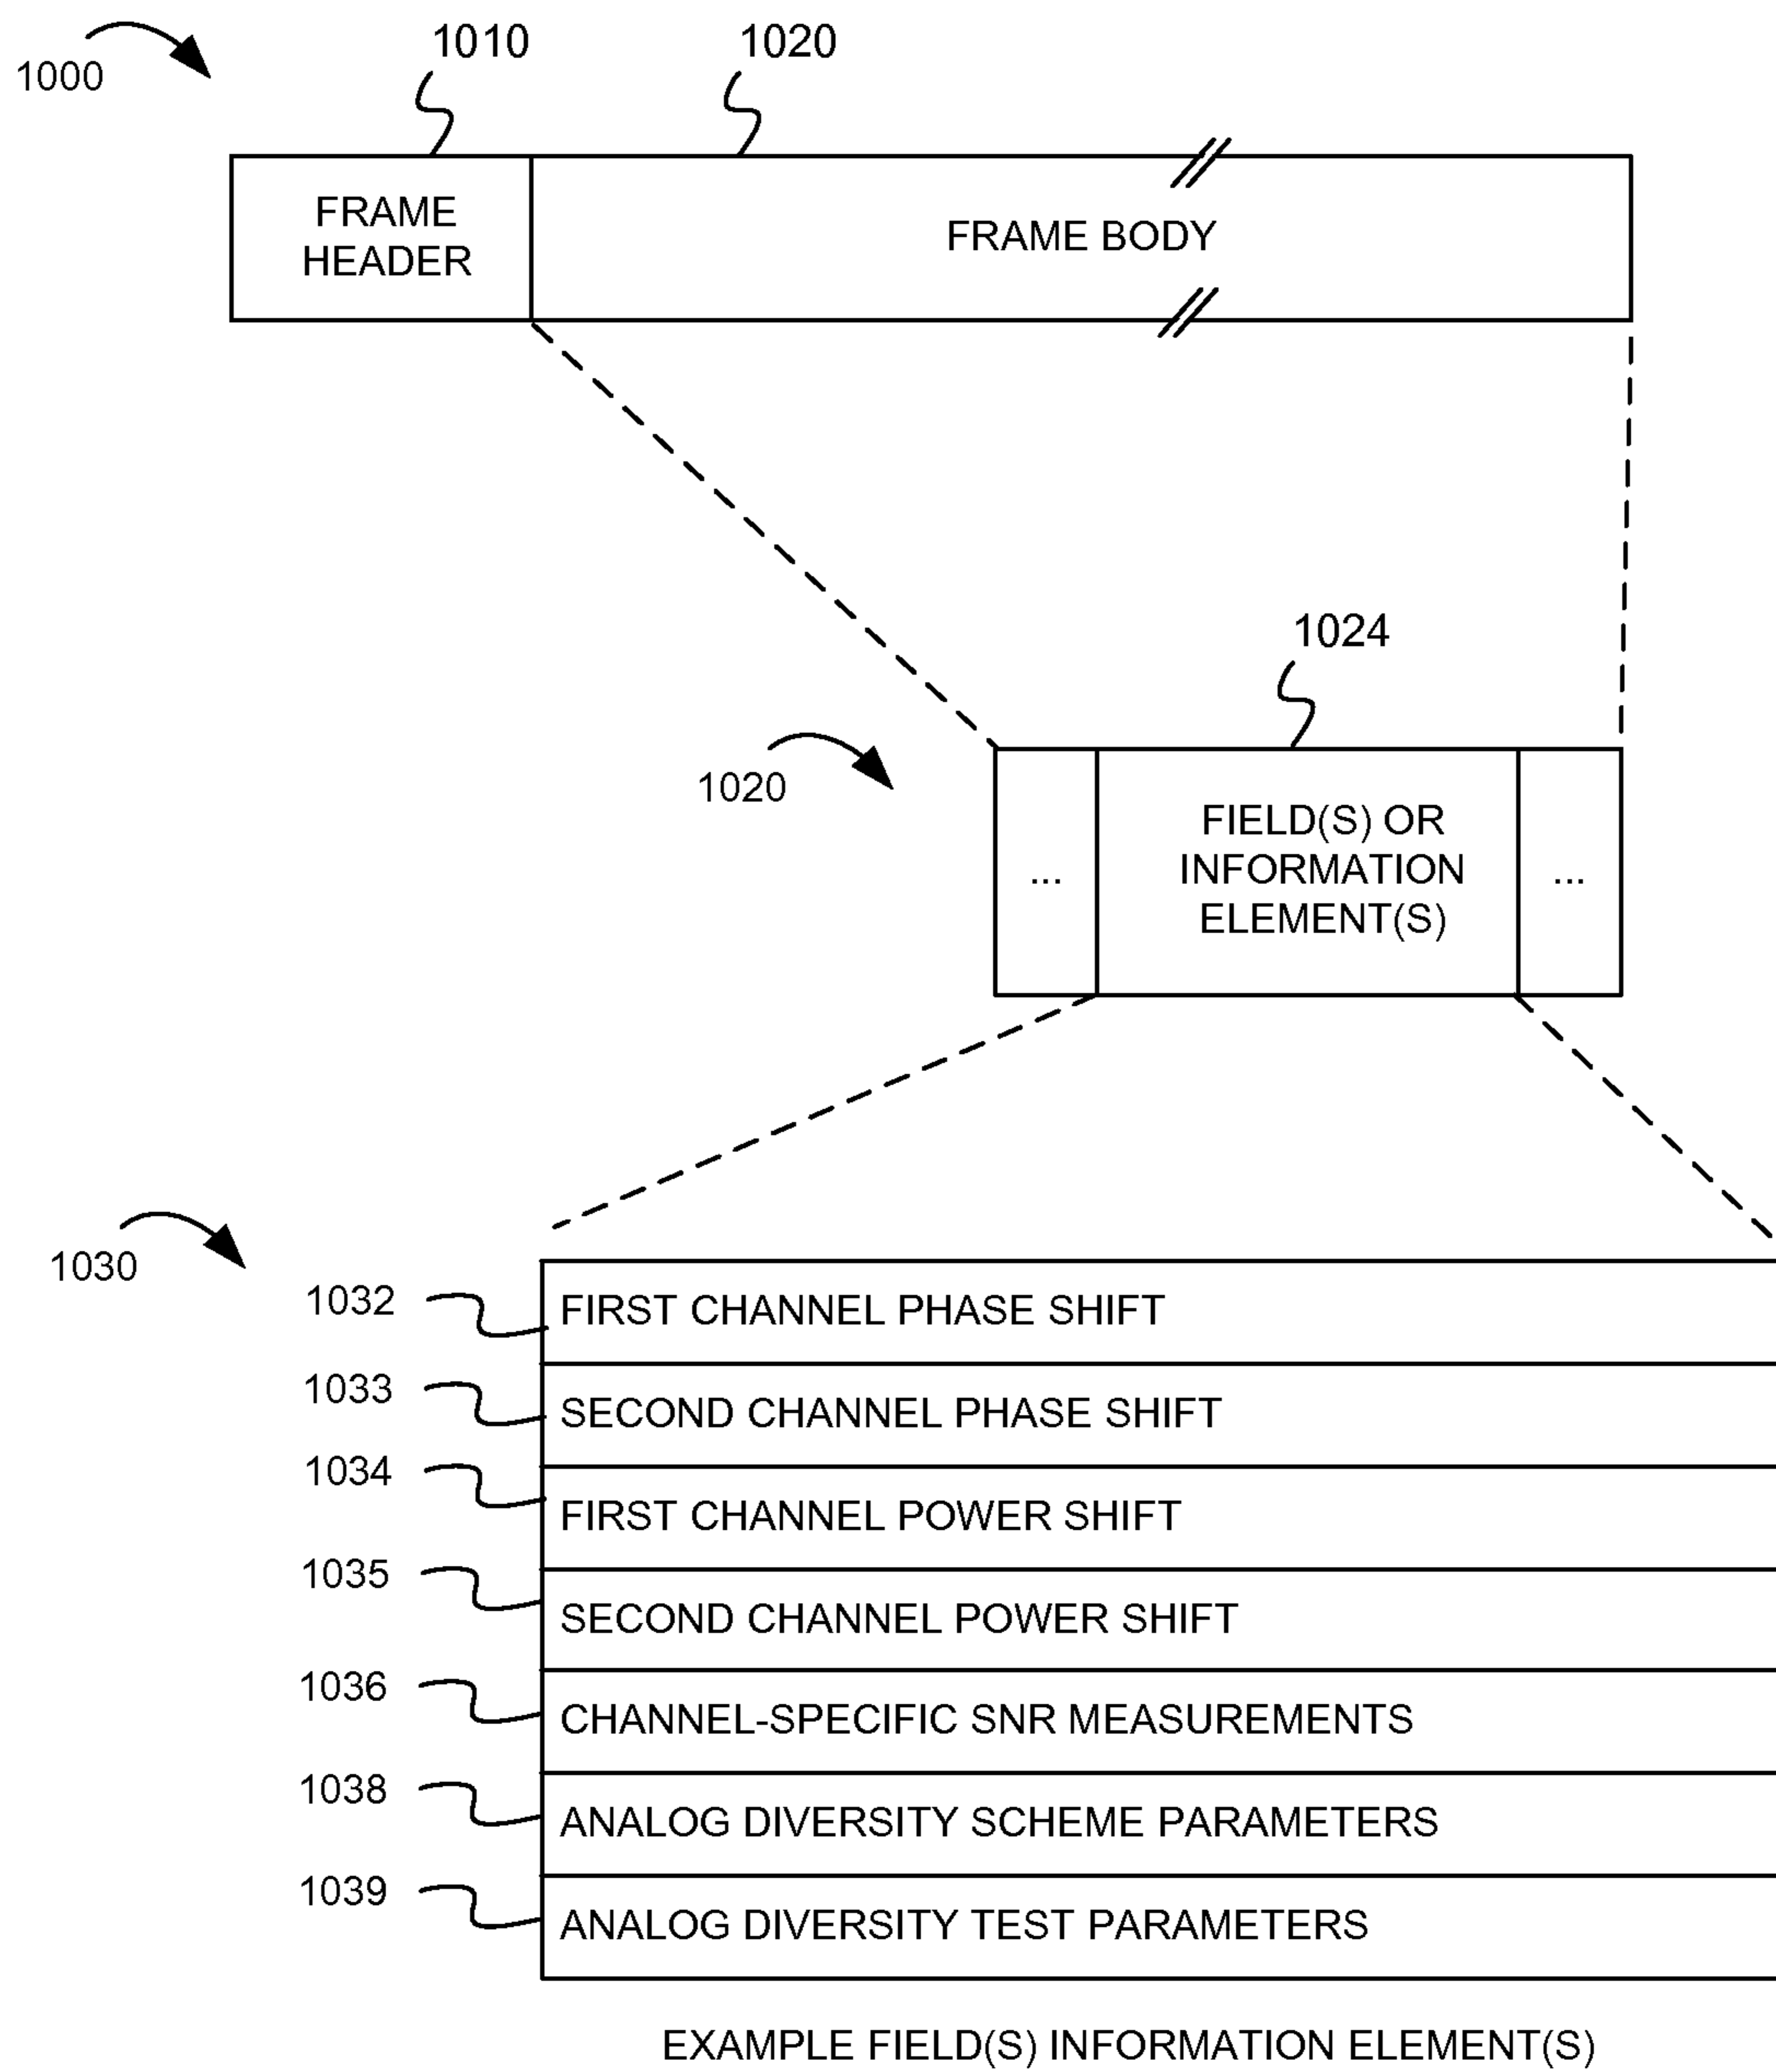 1000
1010
1020
FRAME
HEADER
FRAME BODY
1024
1020
...
FIELD(S) OR
INFORMATION
ELEMENT(S)
...
1030
1032
FIRST CHANNEL PHASE SHIFT
1033
SECOND CHANNEL PHASE SHIFT
1034
FIRST CHANNEL POWER SHIFT
1035
SECOND CHANNEL POWER SHIFT
1036
CHANNEL-SPECIFIC SNR MEASUREMENTS
1038
ANALOG DIVERSITY SCHEME PARAMETERS
1039
ANALOG DIVERSITY TEST PARAMETERS
EXAMPLE FIELD(S) INFORMATION ELEMENT(S)